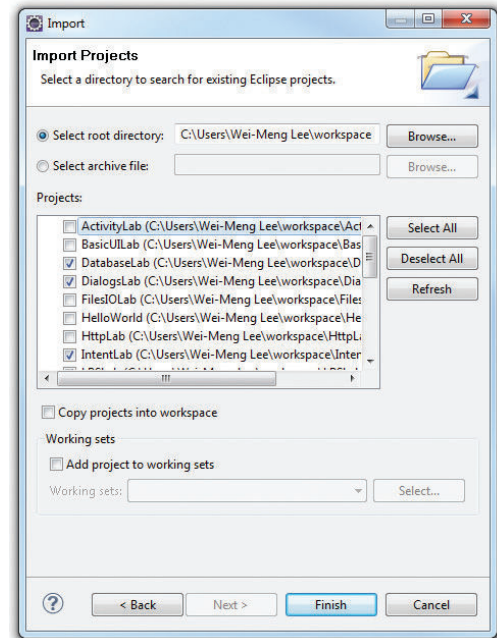 Import
Import Projects
Select a directory to search for existing Eclipse projects.
Select root directory: C:\Users\Wei-Meng Lee\workspace Browse...
Select archive file: Browse...
Projects:
ActivityLab (C:\Users\Wei-Meng Lee\workspace\Act
BasicUILab (C:\Users\Wei-Meng Lee\workspace\Bas
DatabaseLab (C:\Users\Wei-Meng Lee\workspace\D
DialogsLab (C:\Users\Wei-Meng Lee\workspace\Dia
FilesIOLab (C:\Users\Wei-Meng Lee\workspace\Files
HelloWorld (C:\Users\Wei-Meng Lee\workspace\He
HttpLab (C:\Users\Wei-Meng Lee\workspace\HttpL
IntentLab (C:\Users\Wei-Meng Lee\workspace\Inten
Select All
Deselect All
Refresh
Copy projects into workspace
Working sets
Add project to working sets
Working sets: Select...
? < Back Next > Finish Cancel